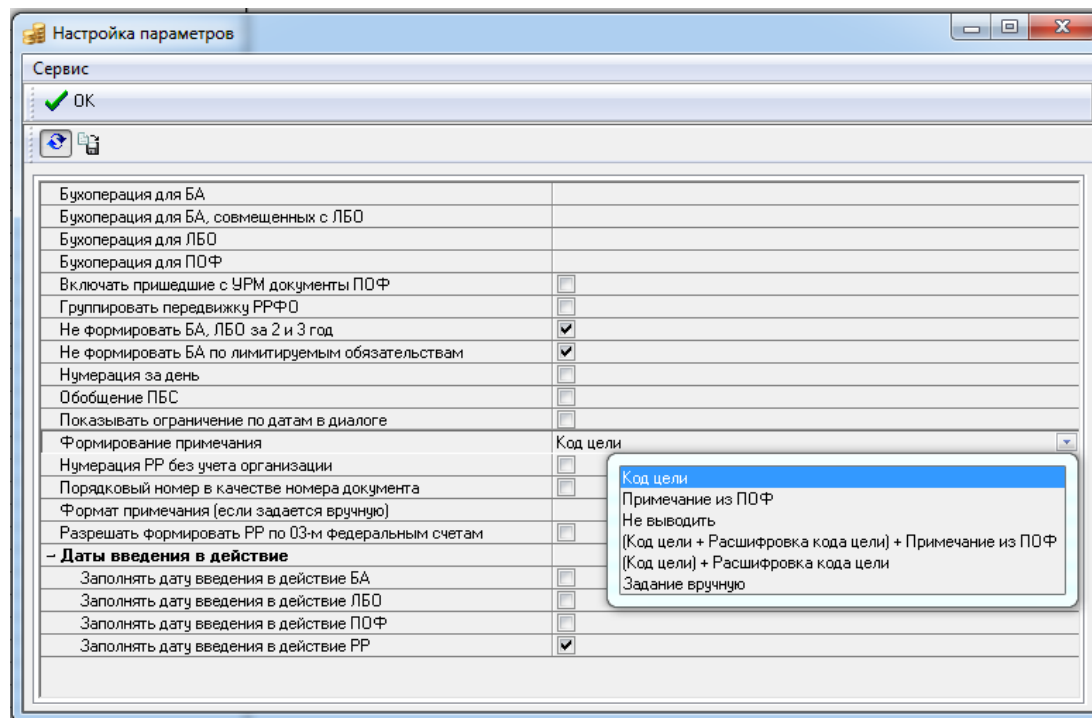 Настройка параметров
Сервис
OK
Бухоперация для БА
Бухоперация для БА, совмещенных с ЛБО
Бухоперация для ЛБО
Бухоперация для ПОФ
Включать пришедшие с УРМ документы ПОФ
Группировать передвижку РРФО
Не формировать БА, ЛБО за 2 и 3 год
Не формировать БА по лимитируемым обязательствам
Нумерация за день
Обобщение ПБС
Показывать ограничение по датам в диалоге
Формирование примечания Код цели
Нумерация РР без учета организации
Порядковый номер в качестве номера документа
Формат примечания (если задается вручную)
Разрешать формировать РР по 03-м федеральным счетам
– Даты введения в действие
Заполнять дату введения в действие БА
Заполнять дату введения в действие ЛБО
Заполнять дату введения в действие ПОФ
Заполнять дату введения в действие РР
Код цели
Примечание из ПОФ
Не выводить
(Код цели + Расшифровка кода цели) + Примечание из ПОФ
(Код цели) + Расшифровка кода цели
Задание вручную